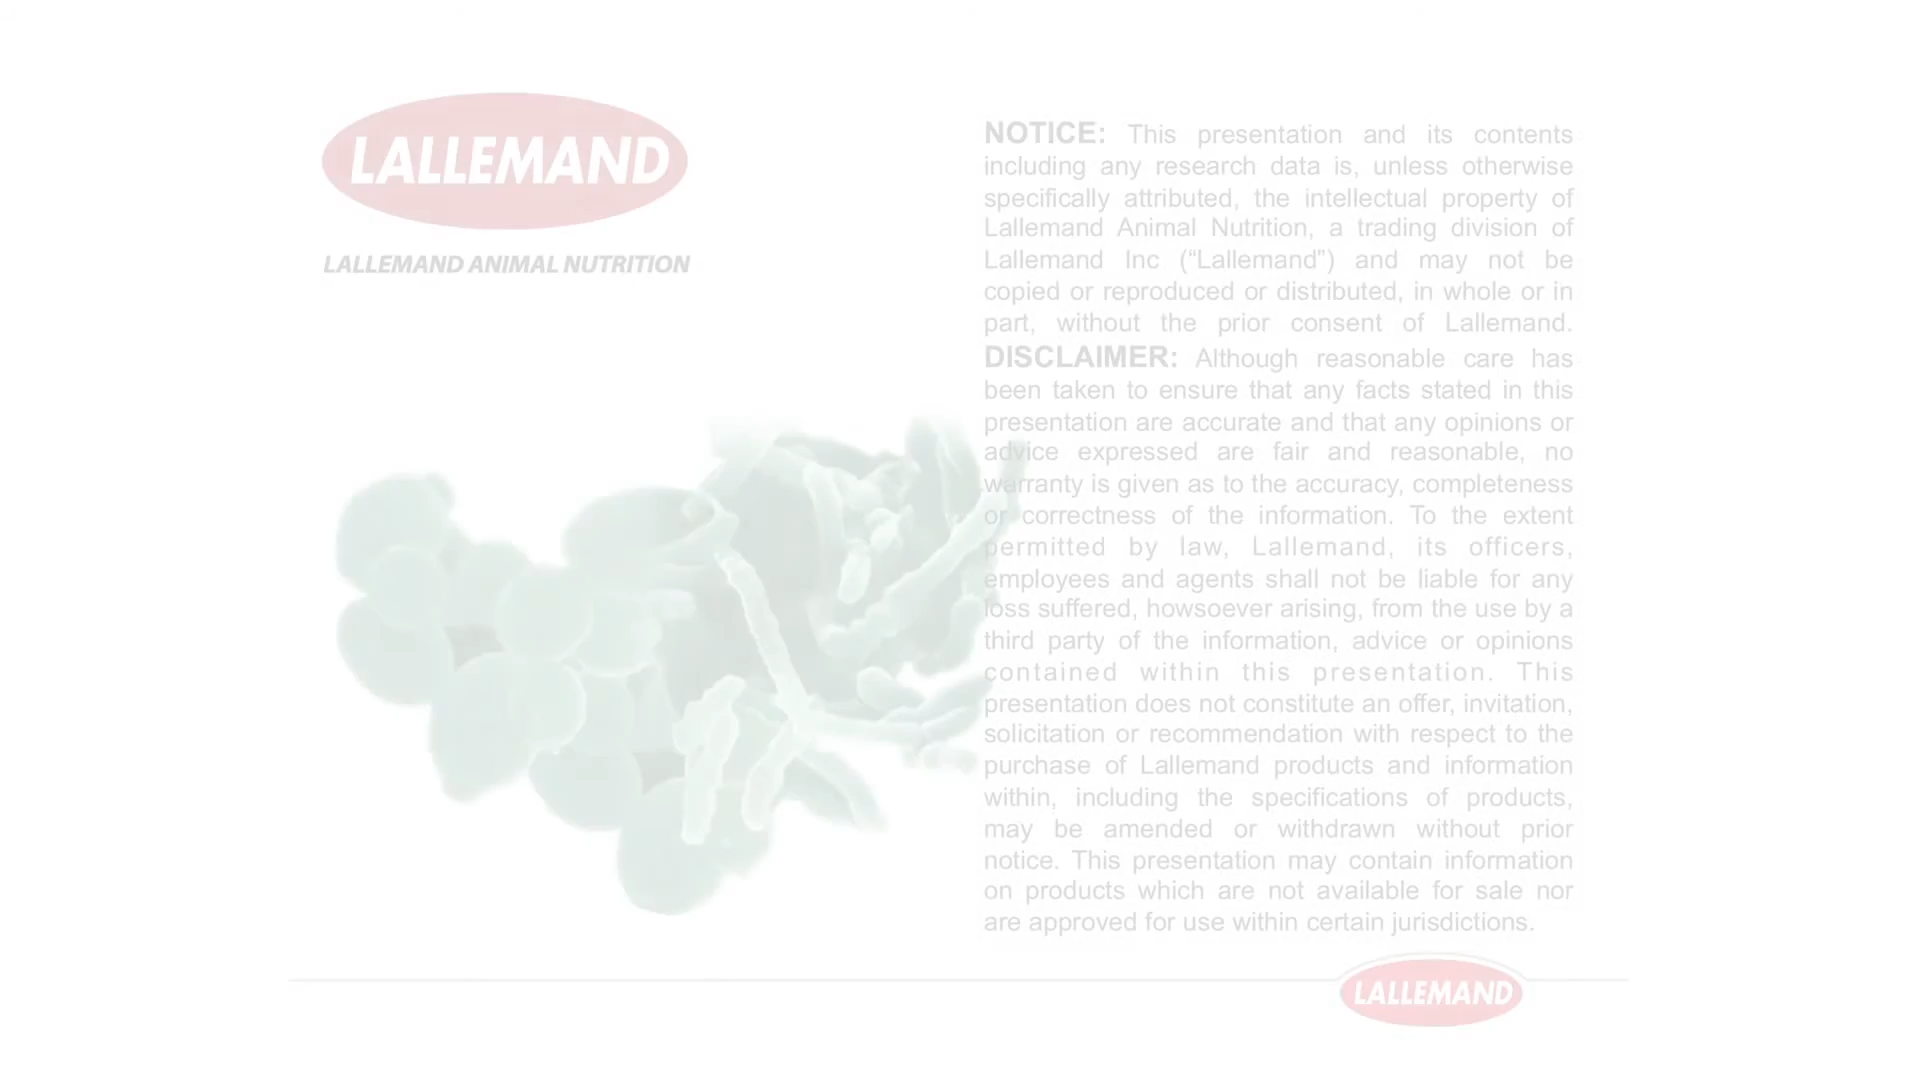 LALLEMAND
LALLEMAND ANIMAL NUTRITION
NOTICE: This presentation and its contents
including any research data is, unless otherwise
specifically attributed, the intellectual property of
Lallemand Animal Nutrition, a trading division of
Lallemand Inc (“Lallemand”) and may not be
copied or reproduced or distributed, in whole or in
part, without the prior consent of Lallemand.
DISCLAIMER: Although reasonable care has
been taken to ensure that any facts stated in this
presentation are accurate and that any opinions or
advice expressed are fair and reasonable, no
warranty is given as to the accuracy, completeness
or correctness of the information. To the extent
permitted by law, Lallemand, its officers,
employees and agents shall not be liable for any
loss suffered, howsoever arising, from the use by a
third party of the information, advice or opinions
contained within this presentation. This
presentation does not constitute an offer, invitation,
solicitation or recommendation with respect to the
purchase of Lallemand products and information
within, including the specifications of products,
may be amended or withdrawn without prior
notice. This presentation may contain information
on products which are not available for sale nor
are approved for use within certain jurisdictions.
LALLEMAND